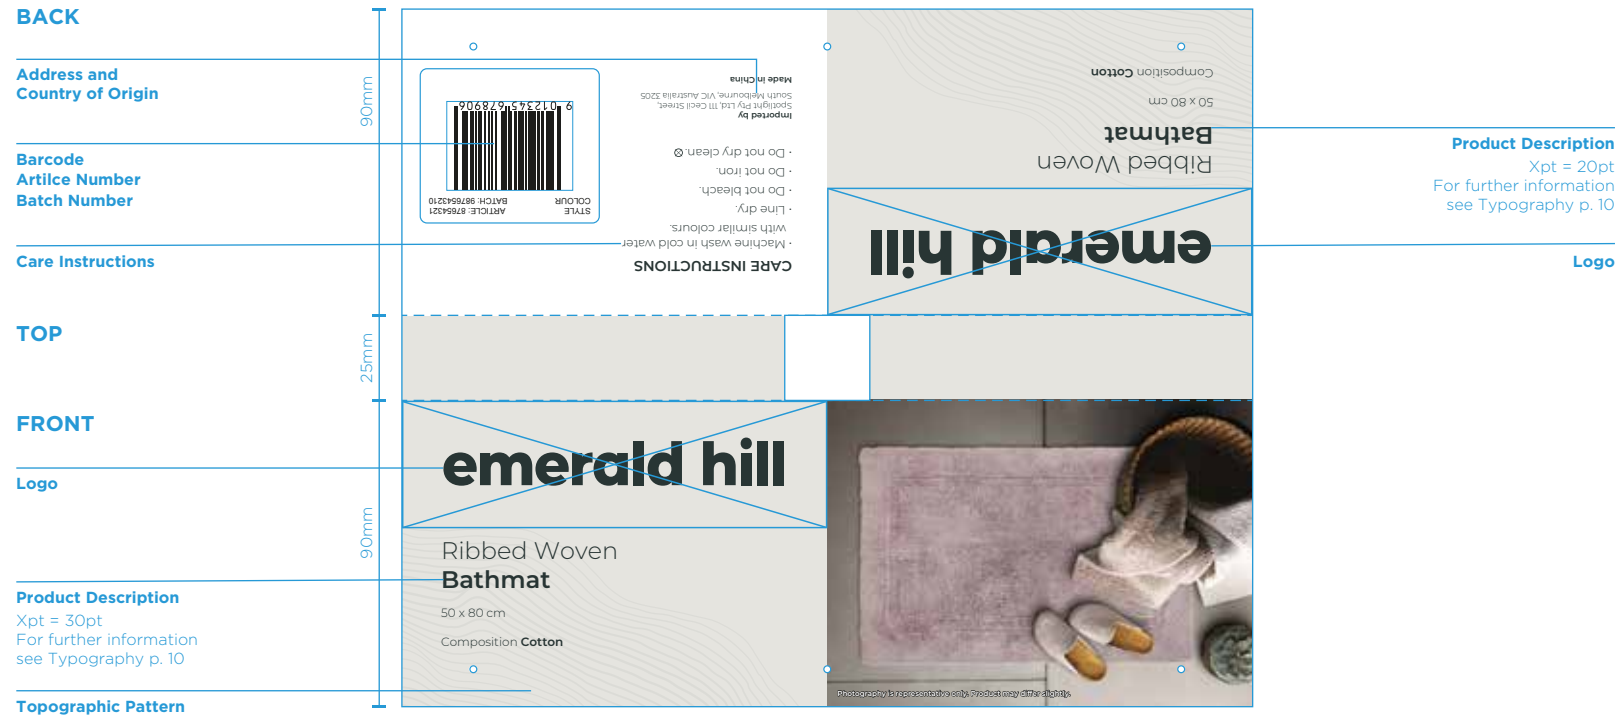 BACK
Address and
Country of Origin
Barcode
Artilce Number
Batch Number
Care Instructions
TOP
FRONT
Logo
Product Description
Xpt = 30pt
For further information
see Typography p. 10
Topographic Pattern
90mm
25mm
90mm
CARE INSTRUCTIONS
· Machine wash in cold water
with similar colours.
· Line dry.
· Do not bleach.
· Do not iron.
· Do not dry clean.
Imported by
Spotlight Pty Ltd, 111 Cecil Street,
South Melbourne, VIC Australia 3205
Made in China
STYLE
COLOUR
ARTICLE: 87654321
BATCH: 9876543210
9 012345 678906
emerald hill
Ribbed Woven
Bathmat
50 x 80 cm
Composition Cotton
emerald hill
Ribbed Woven
Bathmat
50 x 80 cm
Composition Cotton
Photography is representative only. Product may differ slightly.
Product Description
Xpt = 20pt
For further information
see Typography p. 10
Logo